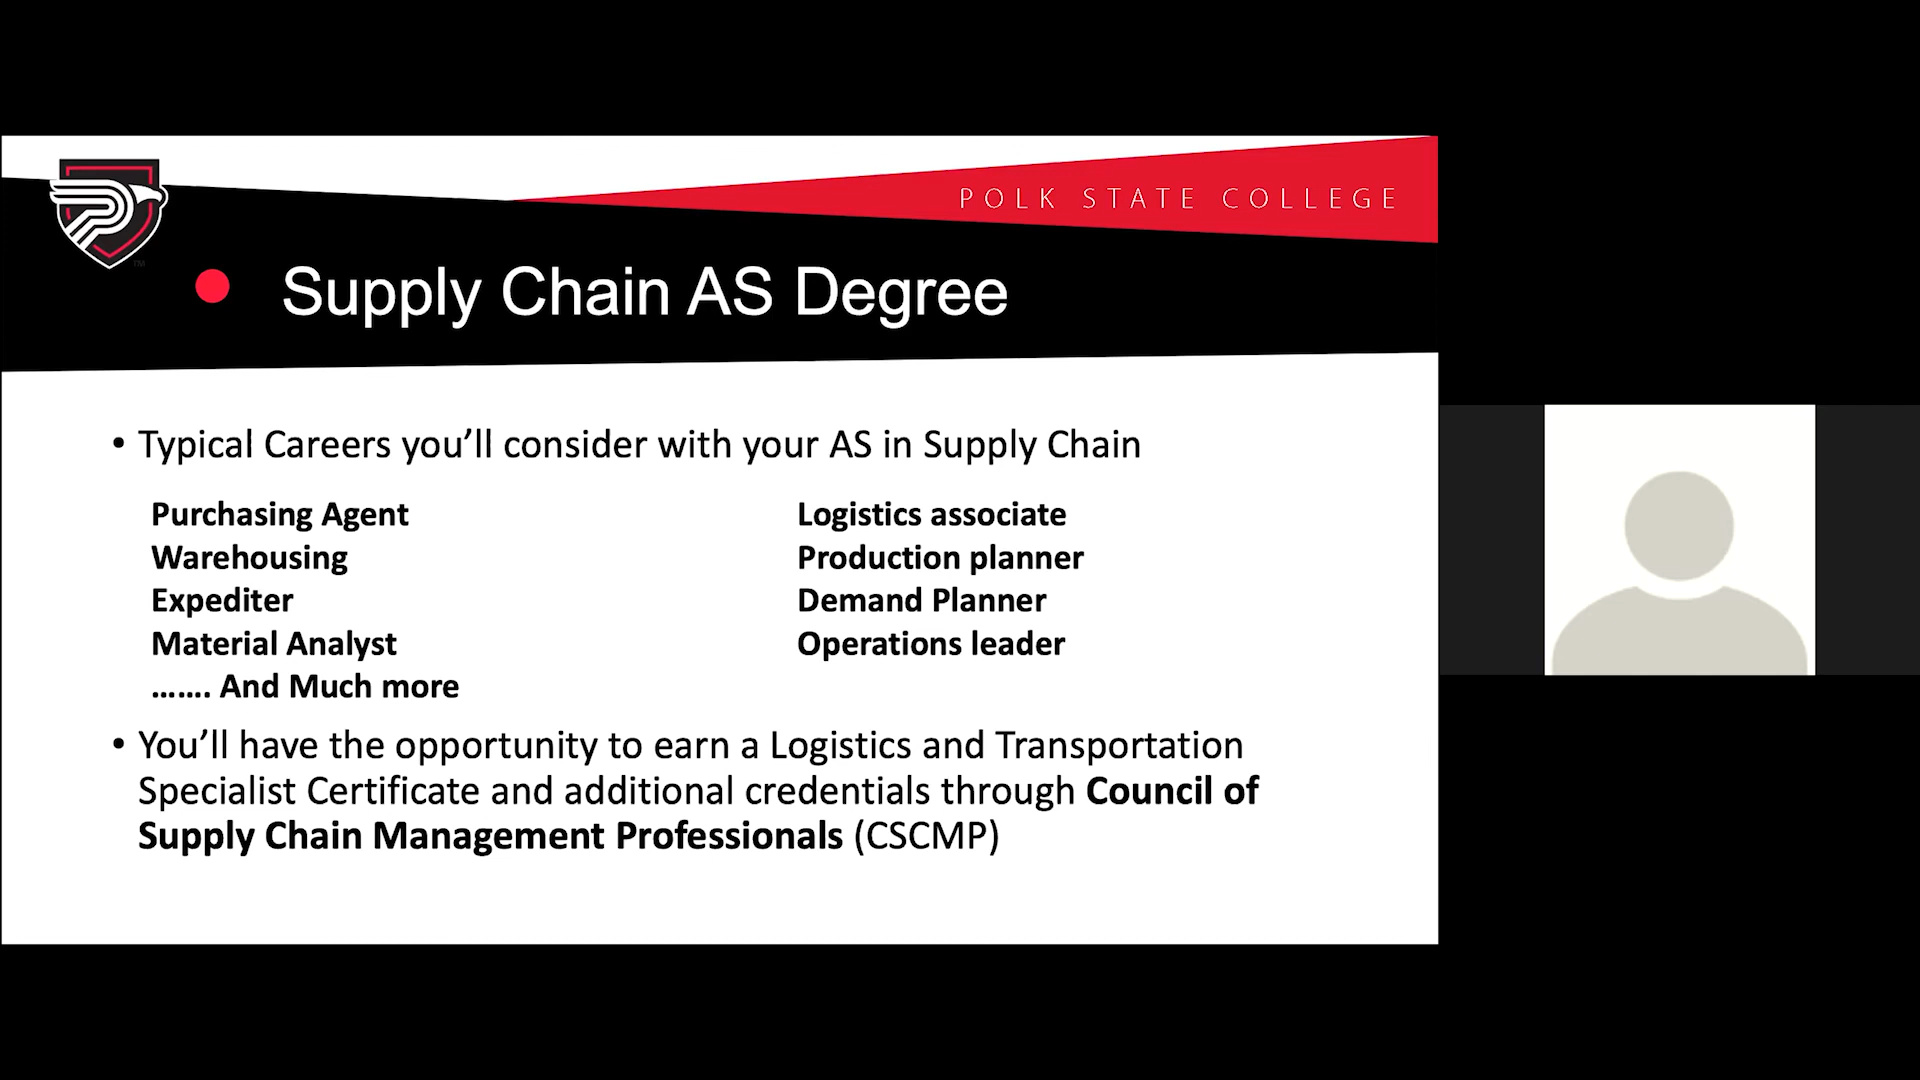 POLK STATE COLLEGE
TM
• Supply Chain AS Degree
• Typical Careers you’ll consider with your AS in Supply Chain
Purchasing Agent
Warehousing
Expediter
Material Analyst
……. And Much more
Logistics associate
Production planner
Demand Planner
Operations leader
• You’ll have the opportunity to earn a Logistics and Transportation
Specialist Certificate and additional credentials through Council of
Supply Chain Management Professionals (CSCMP)